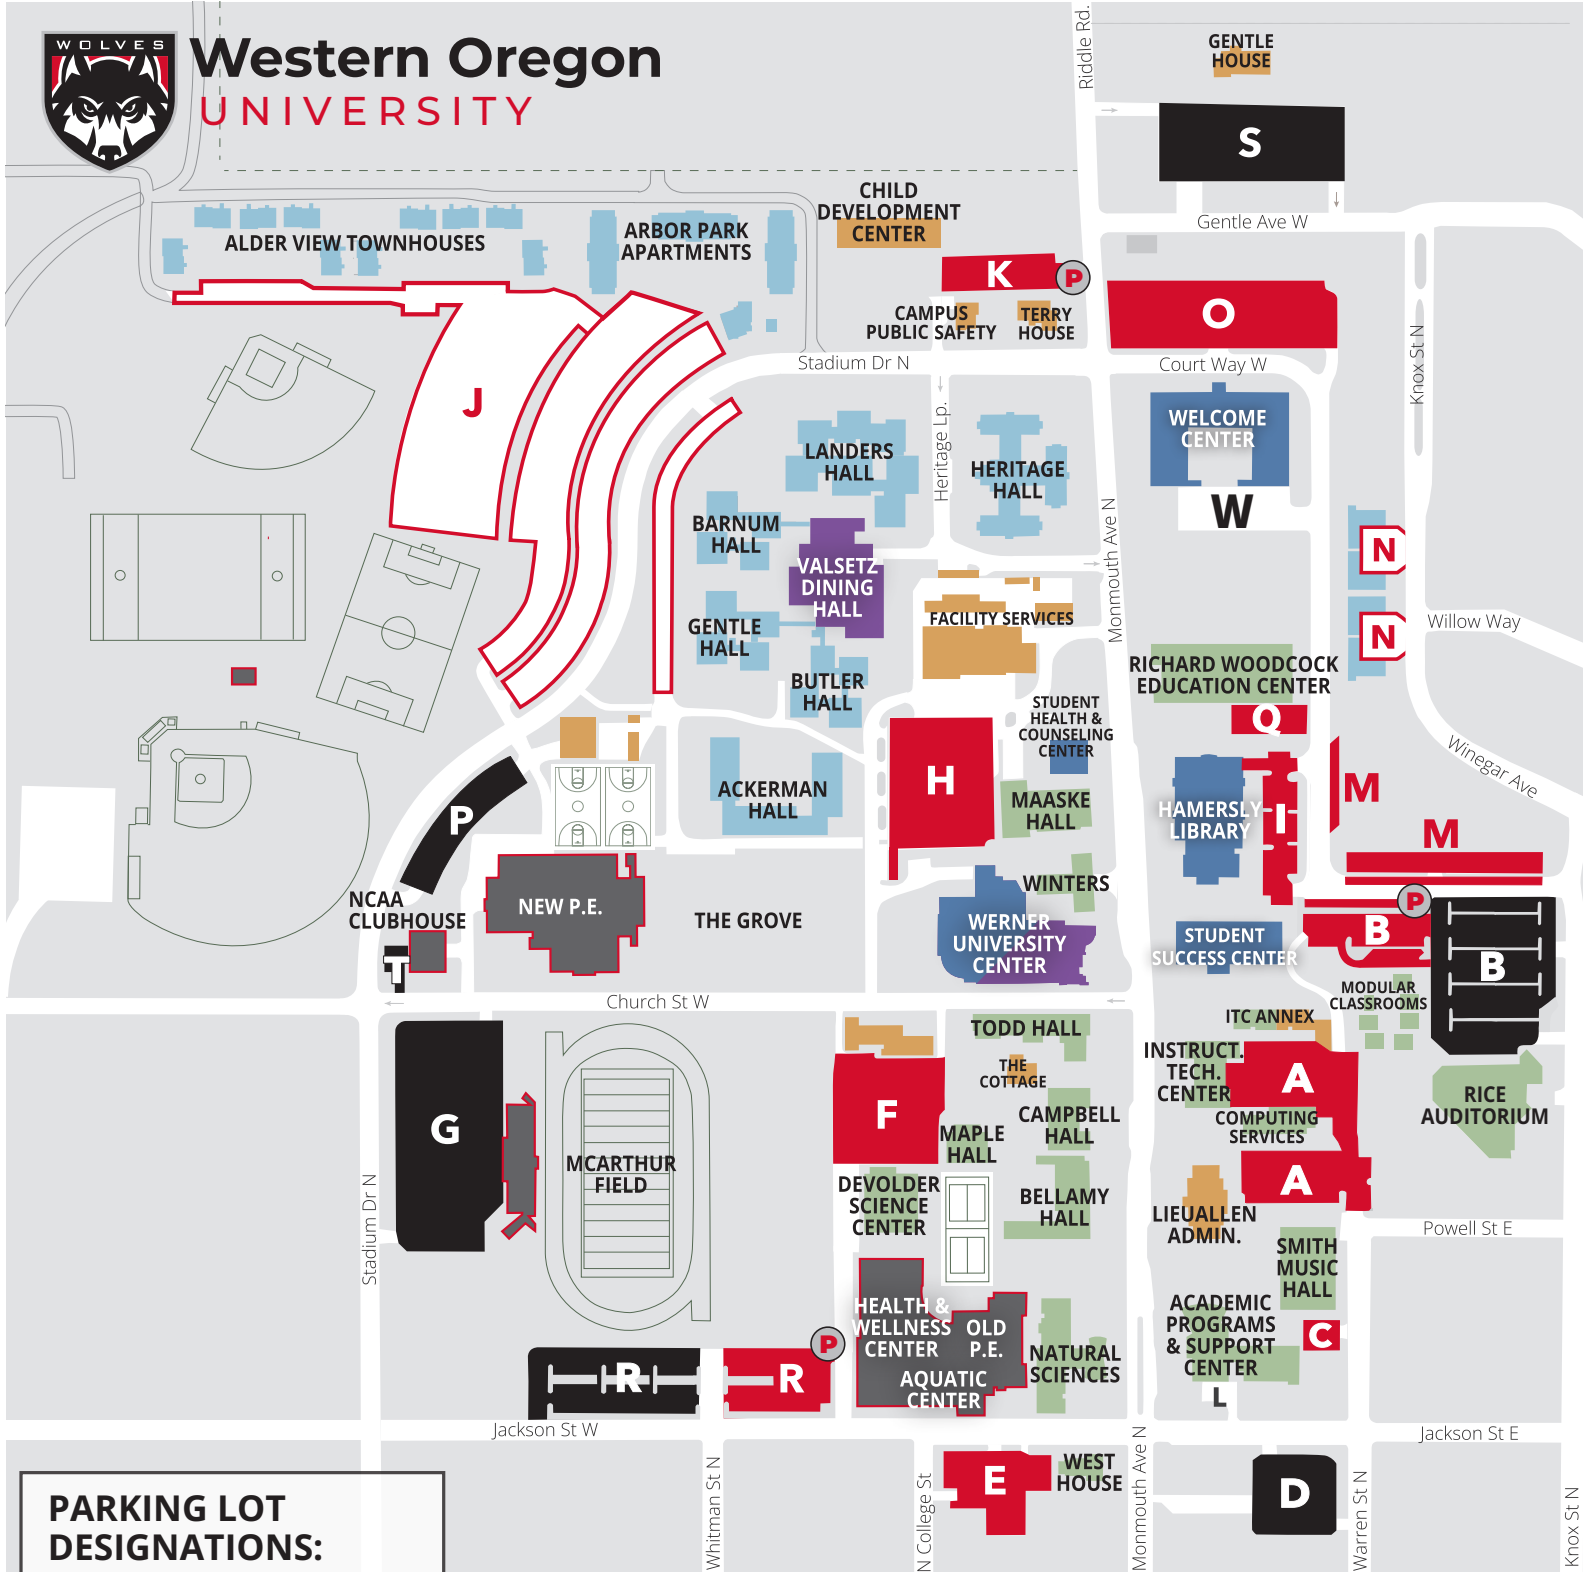 WOLVES
Western Oregon
UNIVERSITY
Riddle Rd.
GENTLE
HOUSE
S
Gentle Ave W
CHILD
DEVELOPMENT
CENTER
ALDER VIEW TOWNHOUSES
ARBOR PARK
APARTMENTS
K
P
O
CAMPUS
PUBLIC SAFETY
TERRY
HOUSE
Stadium Dr N
Court Way W
Knox St N
J
Heritage Lp.
WELCOME
CENTER
W
LANDERS
HALL
HERITAGE
HALL
BARNUM
HALL
Monmouth Ave N
N
VALSETZ
DINING
HALL
FACILITY SERVICES
GENTLE
HALL
N
Willow Way
BUTLER
HALL
RICHARD WOODCOCK
EDUCATION CENTER
STUDENT
HEALTH &
COUNSELING
CENTER
Q
Winegar Ave
H
ACKERMAN
HALL
MAASKE
HALL
HAMERSLY
LIBRARY
I
M
M
P
NCAA
CLUBHOUSE
T
NEW P.E.
THE GROVE
WINTERS
WERNER
UNIVERSITY
CENTER
STUDENT
SUCCESS CENTER
P
B
B
MODULAR
CLASSROOMS
Church St W
TODD HALL
ITC ANNEX
THE
COTTAGE
INSTRUCT.
TECH.
CENTER
A
COMPUTING
SERVICES
RICE
AUDITORIUM
G
MCARTHUR
FIELD
F
MAPLE
HALL
CAMPBELL
HALL
DEVOLDER
SCIENCE
CENTER
BELLAMY
HALL
A
LIEUALLEN
ADMIN.
Powell St E
Stadium Dr N
SMITH
MUSIC
HALL
HEALTH &
WELLNESS
CENTER
OLD
P.E.
AQUATIC
CENTER
NATURAL
SCIENCES
ACADEMIC
PROGRAMS
& SUPPORT
CENTER
C
L
P
R
R
Jackson St W
Jackson St E
Whitman St N
N College St
E
WEST
HOUSE
Monmouth Ave N
D
Warren St N
Knox St N
PARKING LOT
DESIGNATIONS: